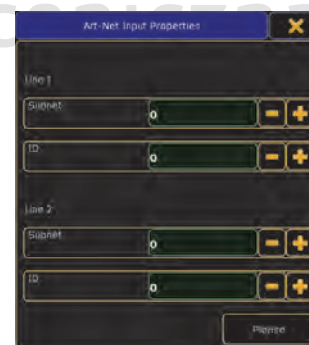 Art-Net Input Properties
Line 1
Subnet
0
ID
0
Line 2
Subnet
0
ID
0
Please